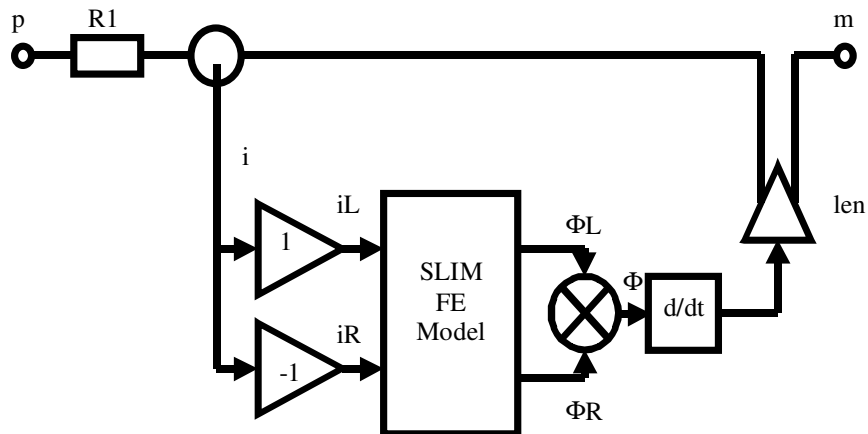 p
R1
m
i
iL
1
SLIM
FE
Model
ΦL
Φ
d/dt
len
iR
-1
ΦR